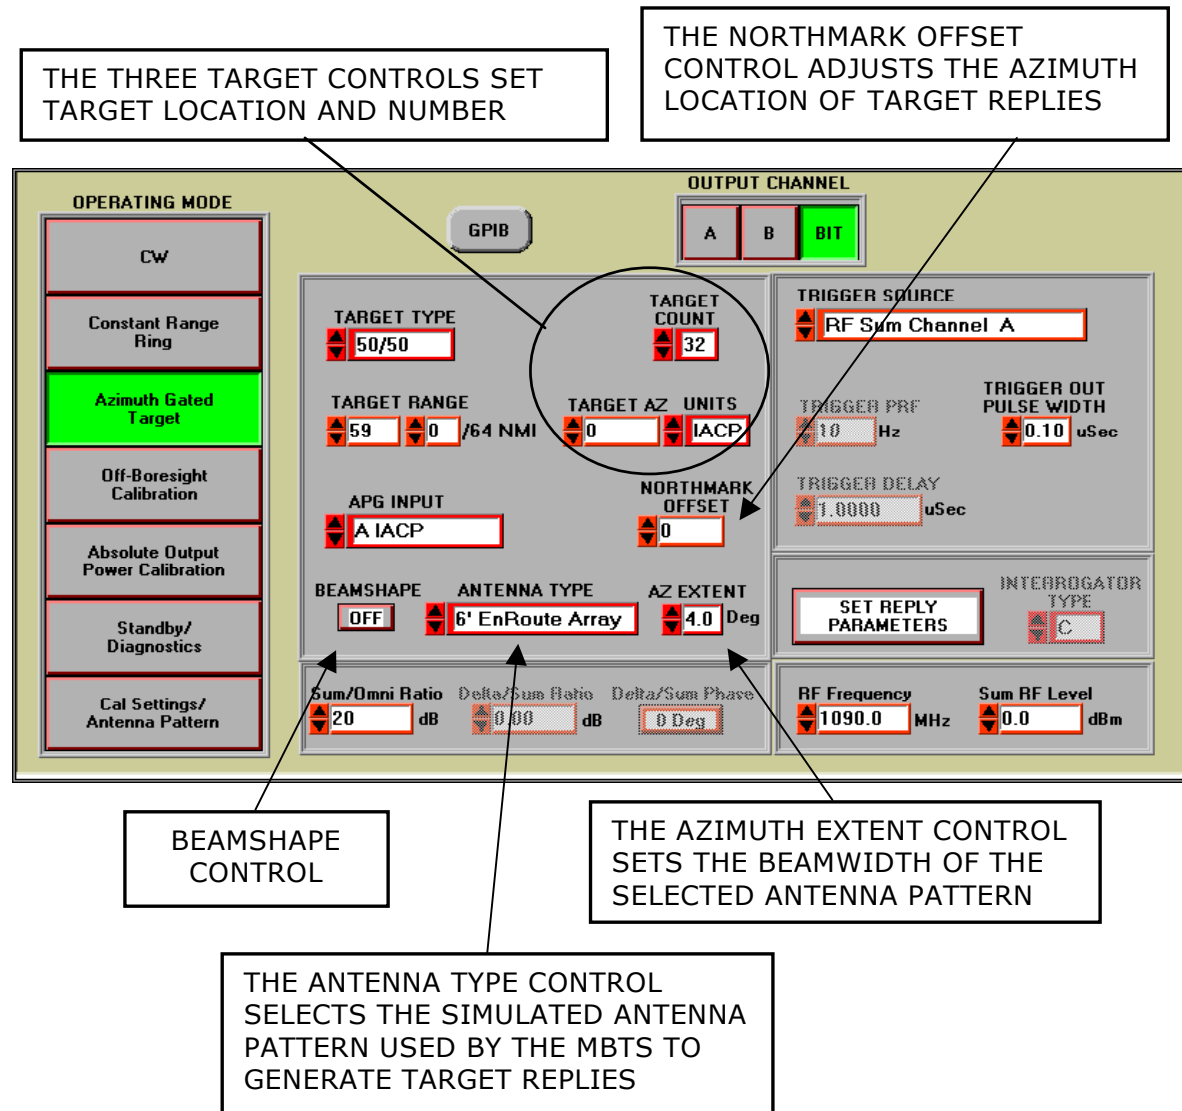 THE THREE TARGET CONTROLS SET
TARGET LOCATION AND NUMBER
THE NORTHMARK OFFSET
CONTROL ADJUSTS THE AZIMUTH
LOCATION OF TARGET REPLIES
OPERATING MODE
CW
Constant Range
Ring
Azimuth Gated
Target
Off-Boresight
Calibration
Absolute Output
Power Calibration
Standby/
Diagnostics
Cal Settings/
Antenna Pattern
GPIB
OUTPUT CHANNEL
A B BIT
TARGET TYPE
50/50
TARGET
COUNT
32
TARGET RANGE
59 0 /64 NMI
TARGET AZ UNITS
0 IACP
APG INPUT
A IACP
NORTHMARK
OFFSET
0
BEAMSHAPE
OFF
ANTENNA TYPE
6' EnRoute Array
AZ EXTENT
4.0 Deg
Sum/Omni Ratio
20 dB
Delta/Sum Ratio
0.00 dB
Delta/Sum Phase
0 Deg
TRIGGER SOURCE
RF Sum Channel A
TRIGGER PRF
10 Hz
TRIGGER OUT
PULSE WIDTH
0.10 uSec
TRIGGER DELAY
1.0000 uSec
SET REPLY
PARAMETERS
INTERROGATOR
TYPE
C
RF Frequency
1090.0 MHz
Sum RF Level
0.0 dBm
BEAMSHAPE
CONTROL
THE AZIMUTH EXTENT CONTROL
SETS THE BEAMWIDTH OF THE
SELECTED ANTENNA PATTERN
THE ANTENNA TYPE CONTROL
SELECTS THE SIMULATED ANTENNA
PATTERN USED BY THE MBTS TO
GENERATE TARGET REPLIES